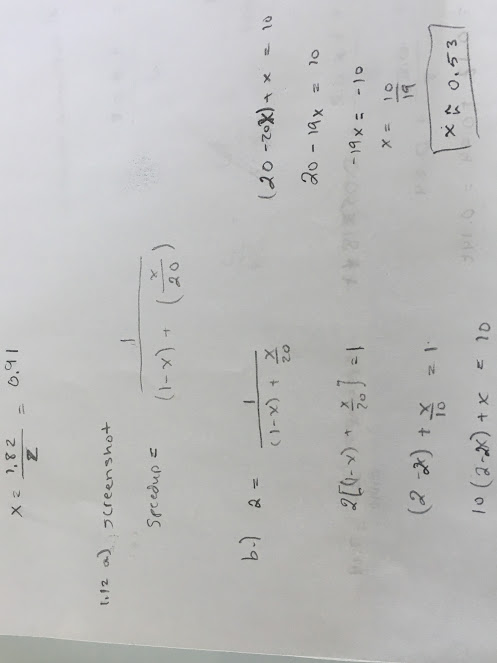 x = 1.82 / 2 = 0.91
1.12 a) screenshot
speedup = 1 / (1-x) + (x/20)
b.) 2 = 1 / (1-x) + x/20
2[(1-x) + x/20] = 1
(2-2x) + x/10 = 1
10(2-2x) + x = 10
(20-20x) + x = 10
20 - 19x = 10
-19x = -10
x = 10/19
x ≈ 0.53